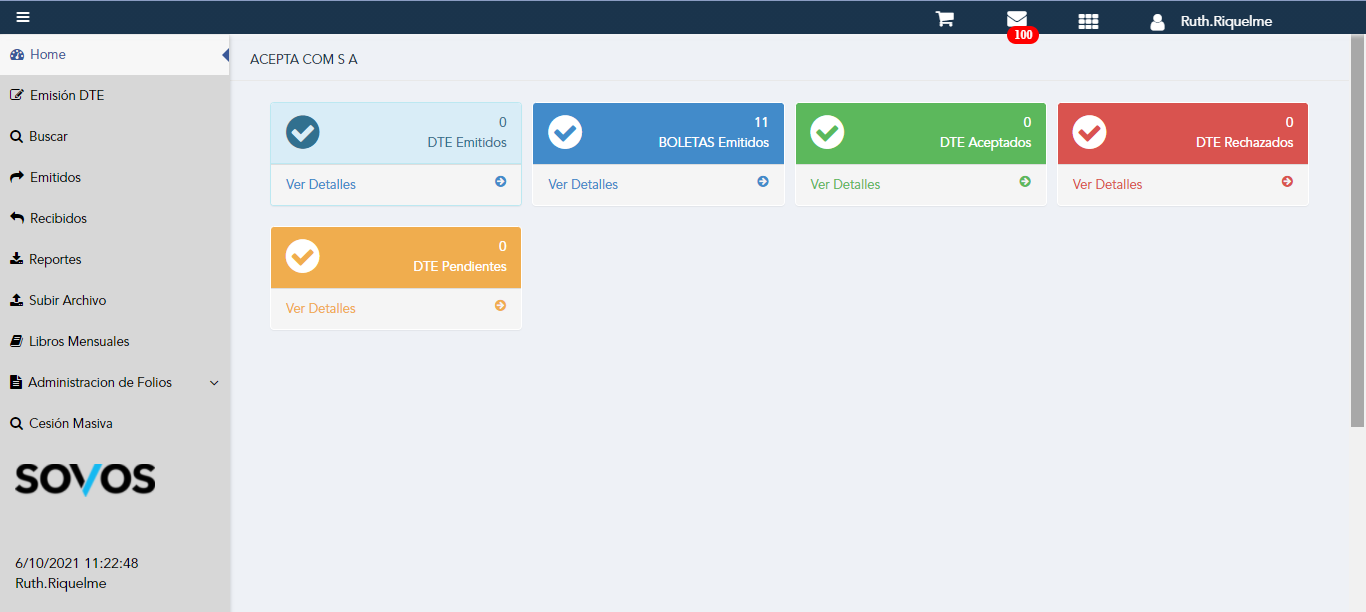 100
Ruth.Riquelme
Home
Emisión DTE
Buscar
Emitidos
Recibidos
Reportes
Subir Archivo
Libros Mensuales
Administracion de Folios
Cesión Masiva
SOVOS
6/10/2021 11:22:48
Ruth.Riquelme
ACEPTA COM S A
0
DTE Emitidos
Ver Detalles
11
BOLETAS Emitidos
Ver Detalles
0
DTE Aceptados
Ver Detalles
0
DTE Rechazados
Ver Detalles
0
DTE Pendientes
Ver Detalles